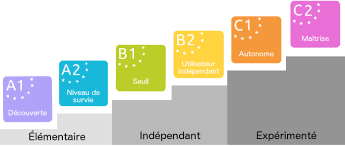 A1
Découverte
A2
Niveau de
survie
B1
Seuil
B2
Utilisateur
indépendant
C1
Autonome
C2
Maîtrise
Élémentaire
Indépendant
Expérimenté